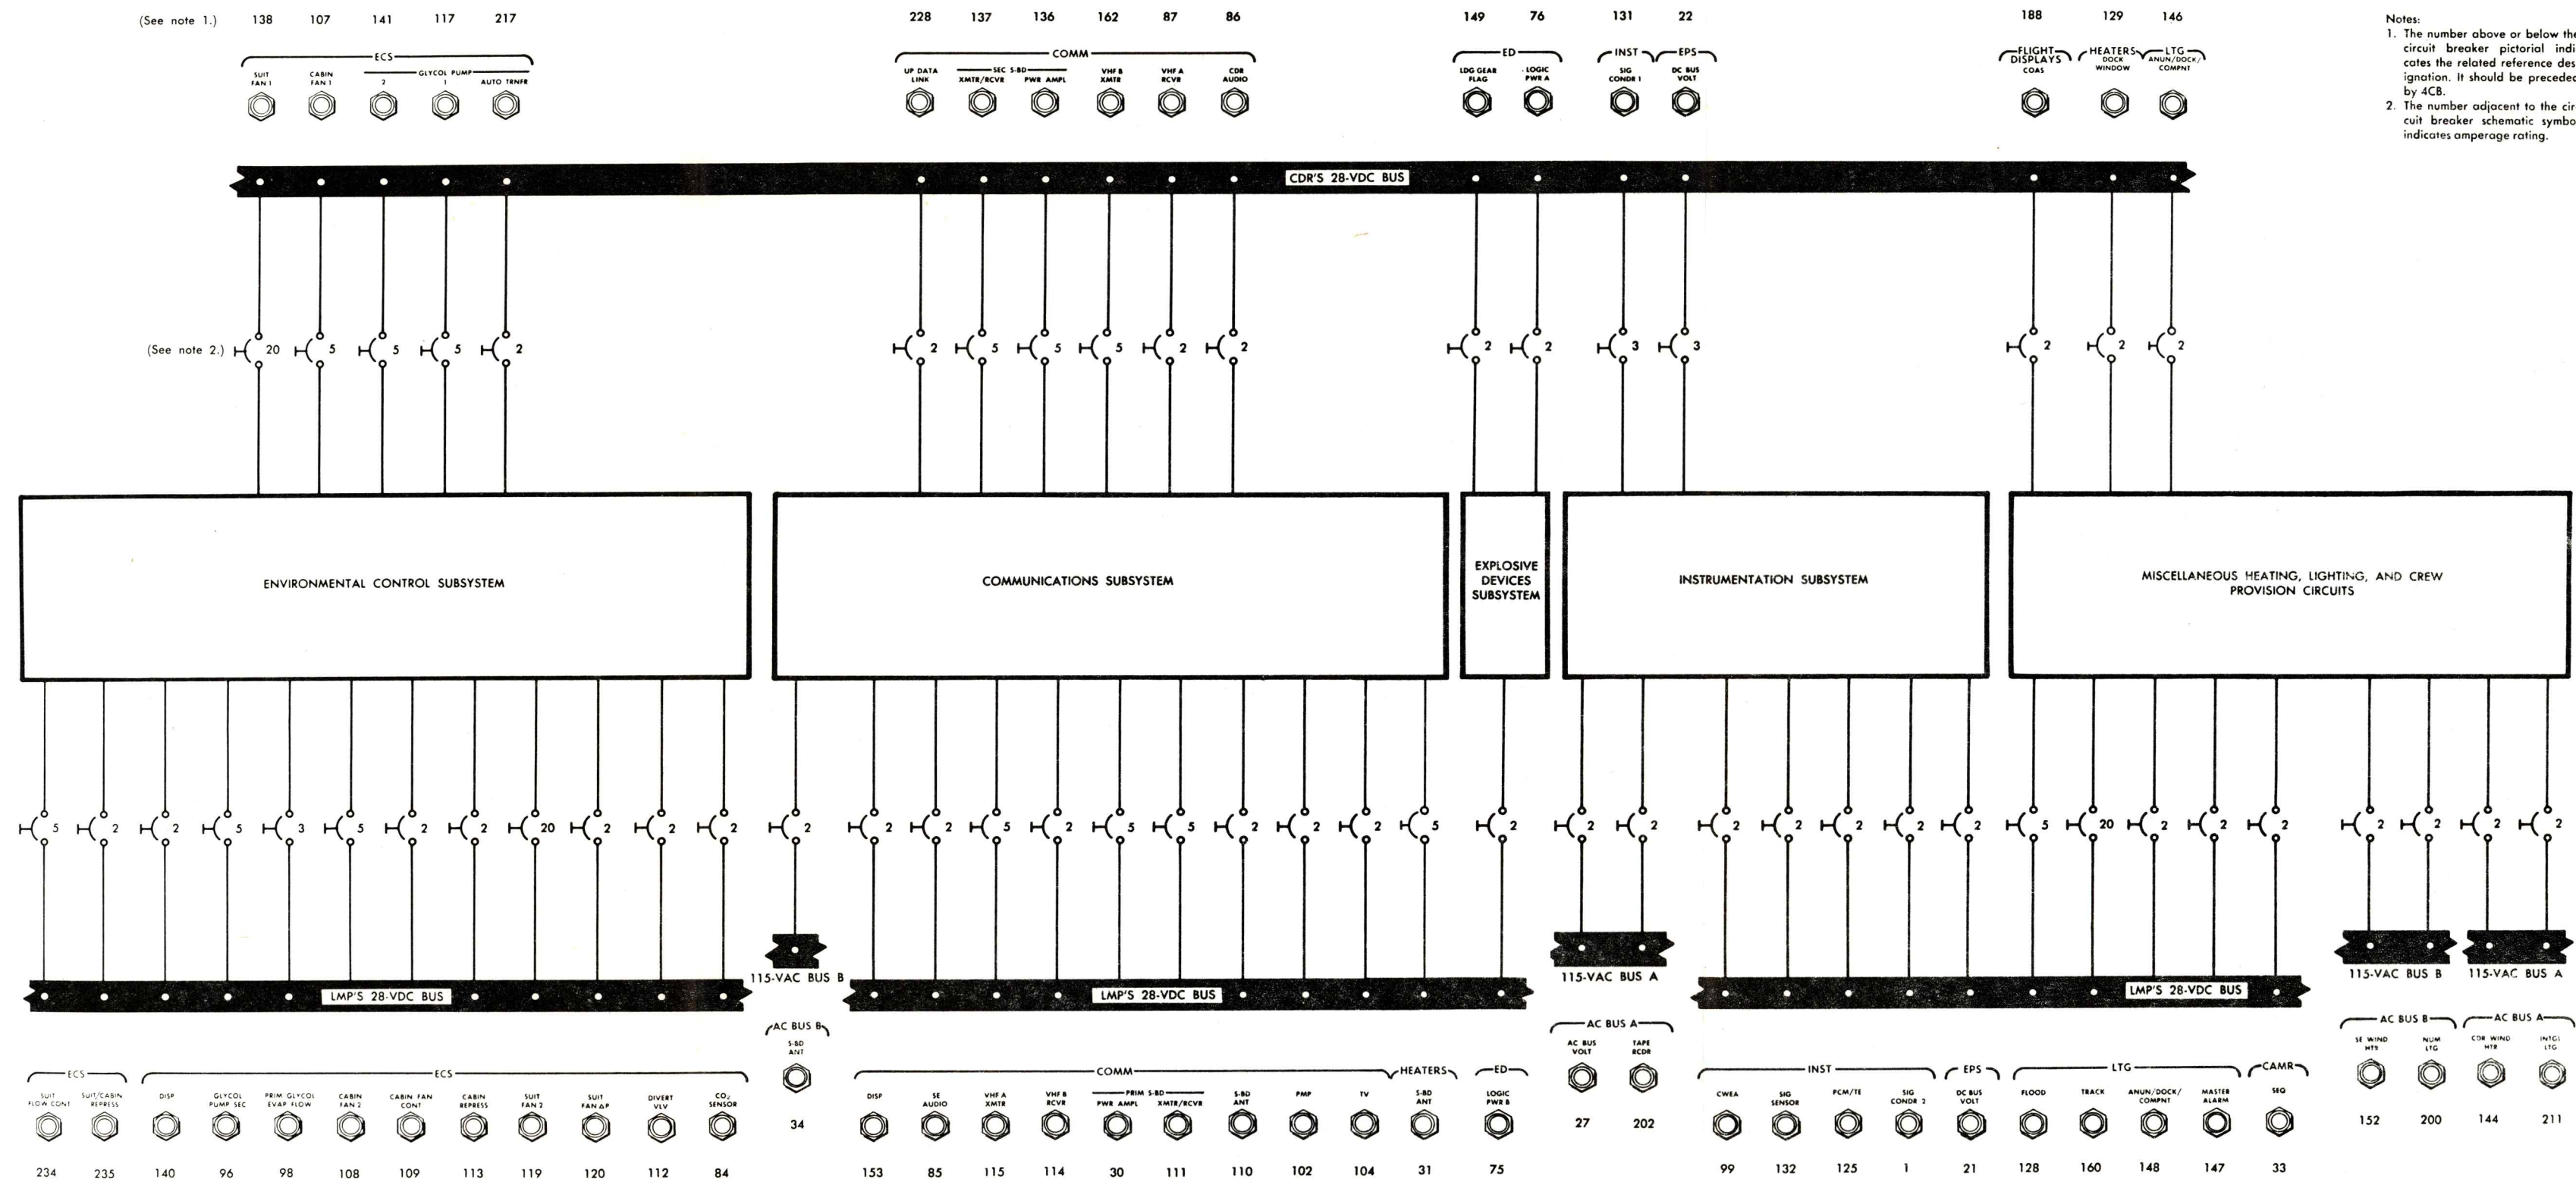 (See note 1.) 138 107 141 117 217 228 137 136 162 87 86 149 76 131 22 188 129 146
ECS COMM ED INST EPS FLIGHT DISPLAYS HEATERS LTG
SUIT FAN 1
CABIN FAN 1
GLYCOL PUMP
2
1
AUTO TRNFR
UP DATA LINK
SEC S-BD
XMTR/RCVR
PWR AMPL
VHF B XMTR
VHF A RCVR
CDR AUDIO
LDG GEAR FLAG
LOGIC PWR A
SIG CONDR 1
DC BUS VOLT
COAS
DOCK WINDOW
ANUN/DOCK/ COMPNT
Notes:
1. The number above or below the
circuit breaker pictorial indi-
cates the related reference des-
ignation. It should be preceded
by 4CB.
2. The number adjacent to the cir-
cuit breaker schematic symbo
indicates amperage rating.
CDR'S 28-VDC BUS
(See note 2.) 20 5 5 5 2 2 5 5 5 2 2 2 2 3 3 2 2 2
ENVIRONMENTAL CONTROL SUBSYSTEM
COMMUNICATIONS SUBSYSTEM
EXPLOSIVE
DEVICES
SUBSYSTEM
INSTRUMENTATION SUBSYSTEM
MISCELLANEOUS HEATING, LIGHTING, AND CREW
PROVISION CIRCUITS
5 2 2 5 3 5 2 2 20 2 2 2 2 2 2 5 2 5 5 2 2 2 5 2 2 2 2 2 2 2 2 5 20 2 2 2 2 2 2 2
115-VAC BUS B
115-VAC BUS A
115-VAC BUS B
115-VAC BUS A
LMP'S 28-VDC BUS
LMP'S 28-VDC BUS
LMP'S 28-VDC BUS
ECS
SUIT FLOW CONT
SUIT/CABIN REPRESS
ECS
DISP
GLYCOL PUMP SEC
PRIM GLYCOL EVAP FLOW
CABIN FAN 2
CABIN FAN CONT
CABIN REPRESS
SUIT FAN 2
SUIT FAN ΔP
DIVERT VLV
CO₂ SENSOR
AC BUS B
S-BD ANT
34
COMM
DISP
SE AUDIO
VHF A XMTR
VHF B RCVR
PRIM S-BD
PWR AMPL
XMTR/RCVR
S-BD ANT
PMP
TV
HEATERS
S-BD ANT
ED
LOGIC PWR B
AC BUS A
AC BUS VOLT
TAPE RCDR
27 202
INST
CWEA
SIG SENSOR
PCM/TE
SIG CONDR 2
EPS
DC BUS VOLT
LTG
FLOOD
TRACK
ANUN/DOCK/ COMPNT
MASTER ALARM
CAMR
SEQ
AC BUS B
SE WIND HTR
NUM LTG
AC BUS A
CDR WIND HTR
INTGL LTG
152 200 144 211
234 235 140 96 98 108 109 113 119 120 112 84 153 85 115 114 30 111 110 102 104 31 75 99 132 125 1 21 128 160 148 147 33